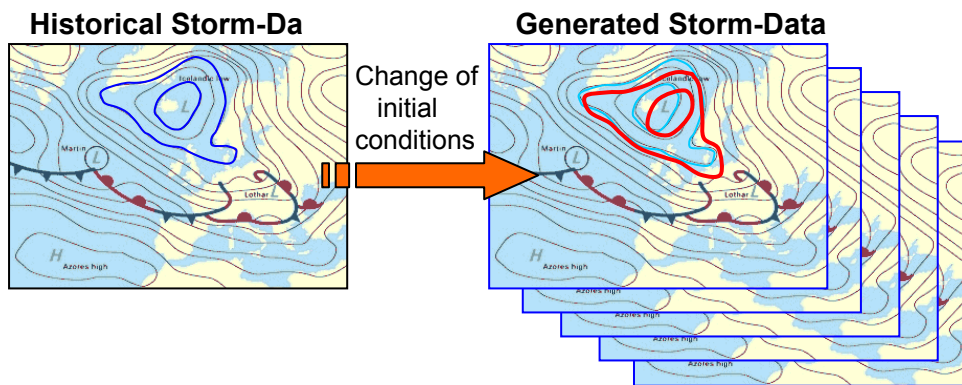 Historical Storm-Da
Generated Storm-Data
Change of
initial
conditions
Icelandic low
L
Martin
L
Lothar
L
H
Azores high
Icelandic low
L
Martin
L
Lothar
L
H
Azores high
Azores high
Azores high
Azores high
Azores high